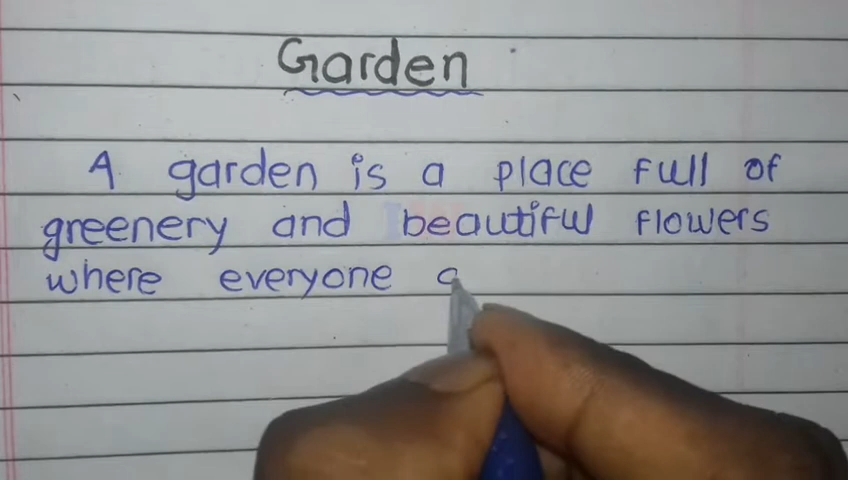 Garden
A garden is a place full of
greenery and beautiful flowers
where everyone